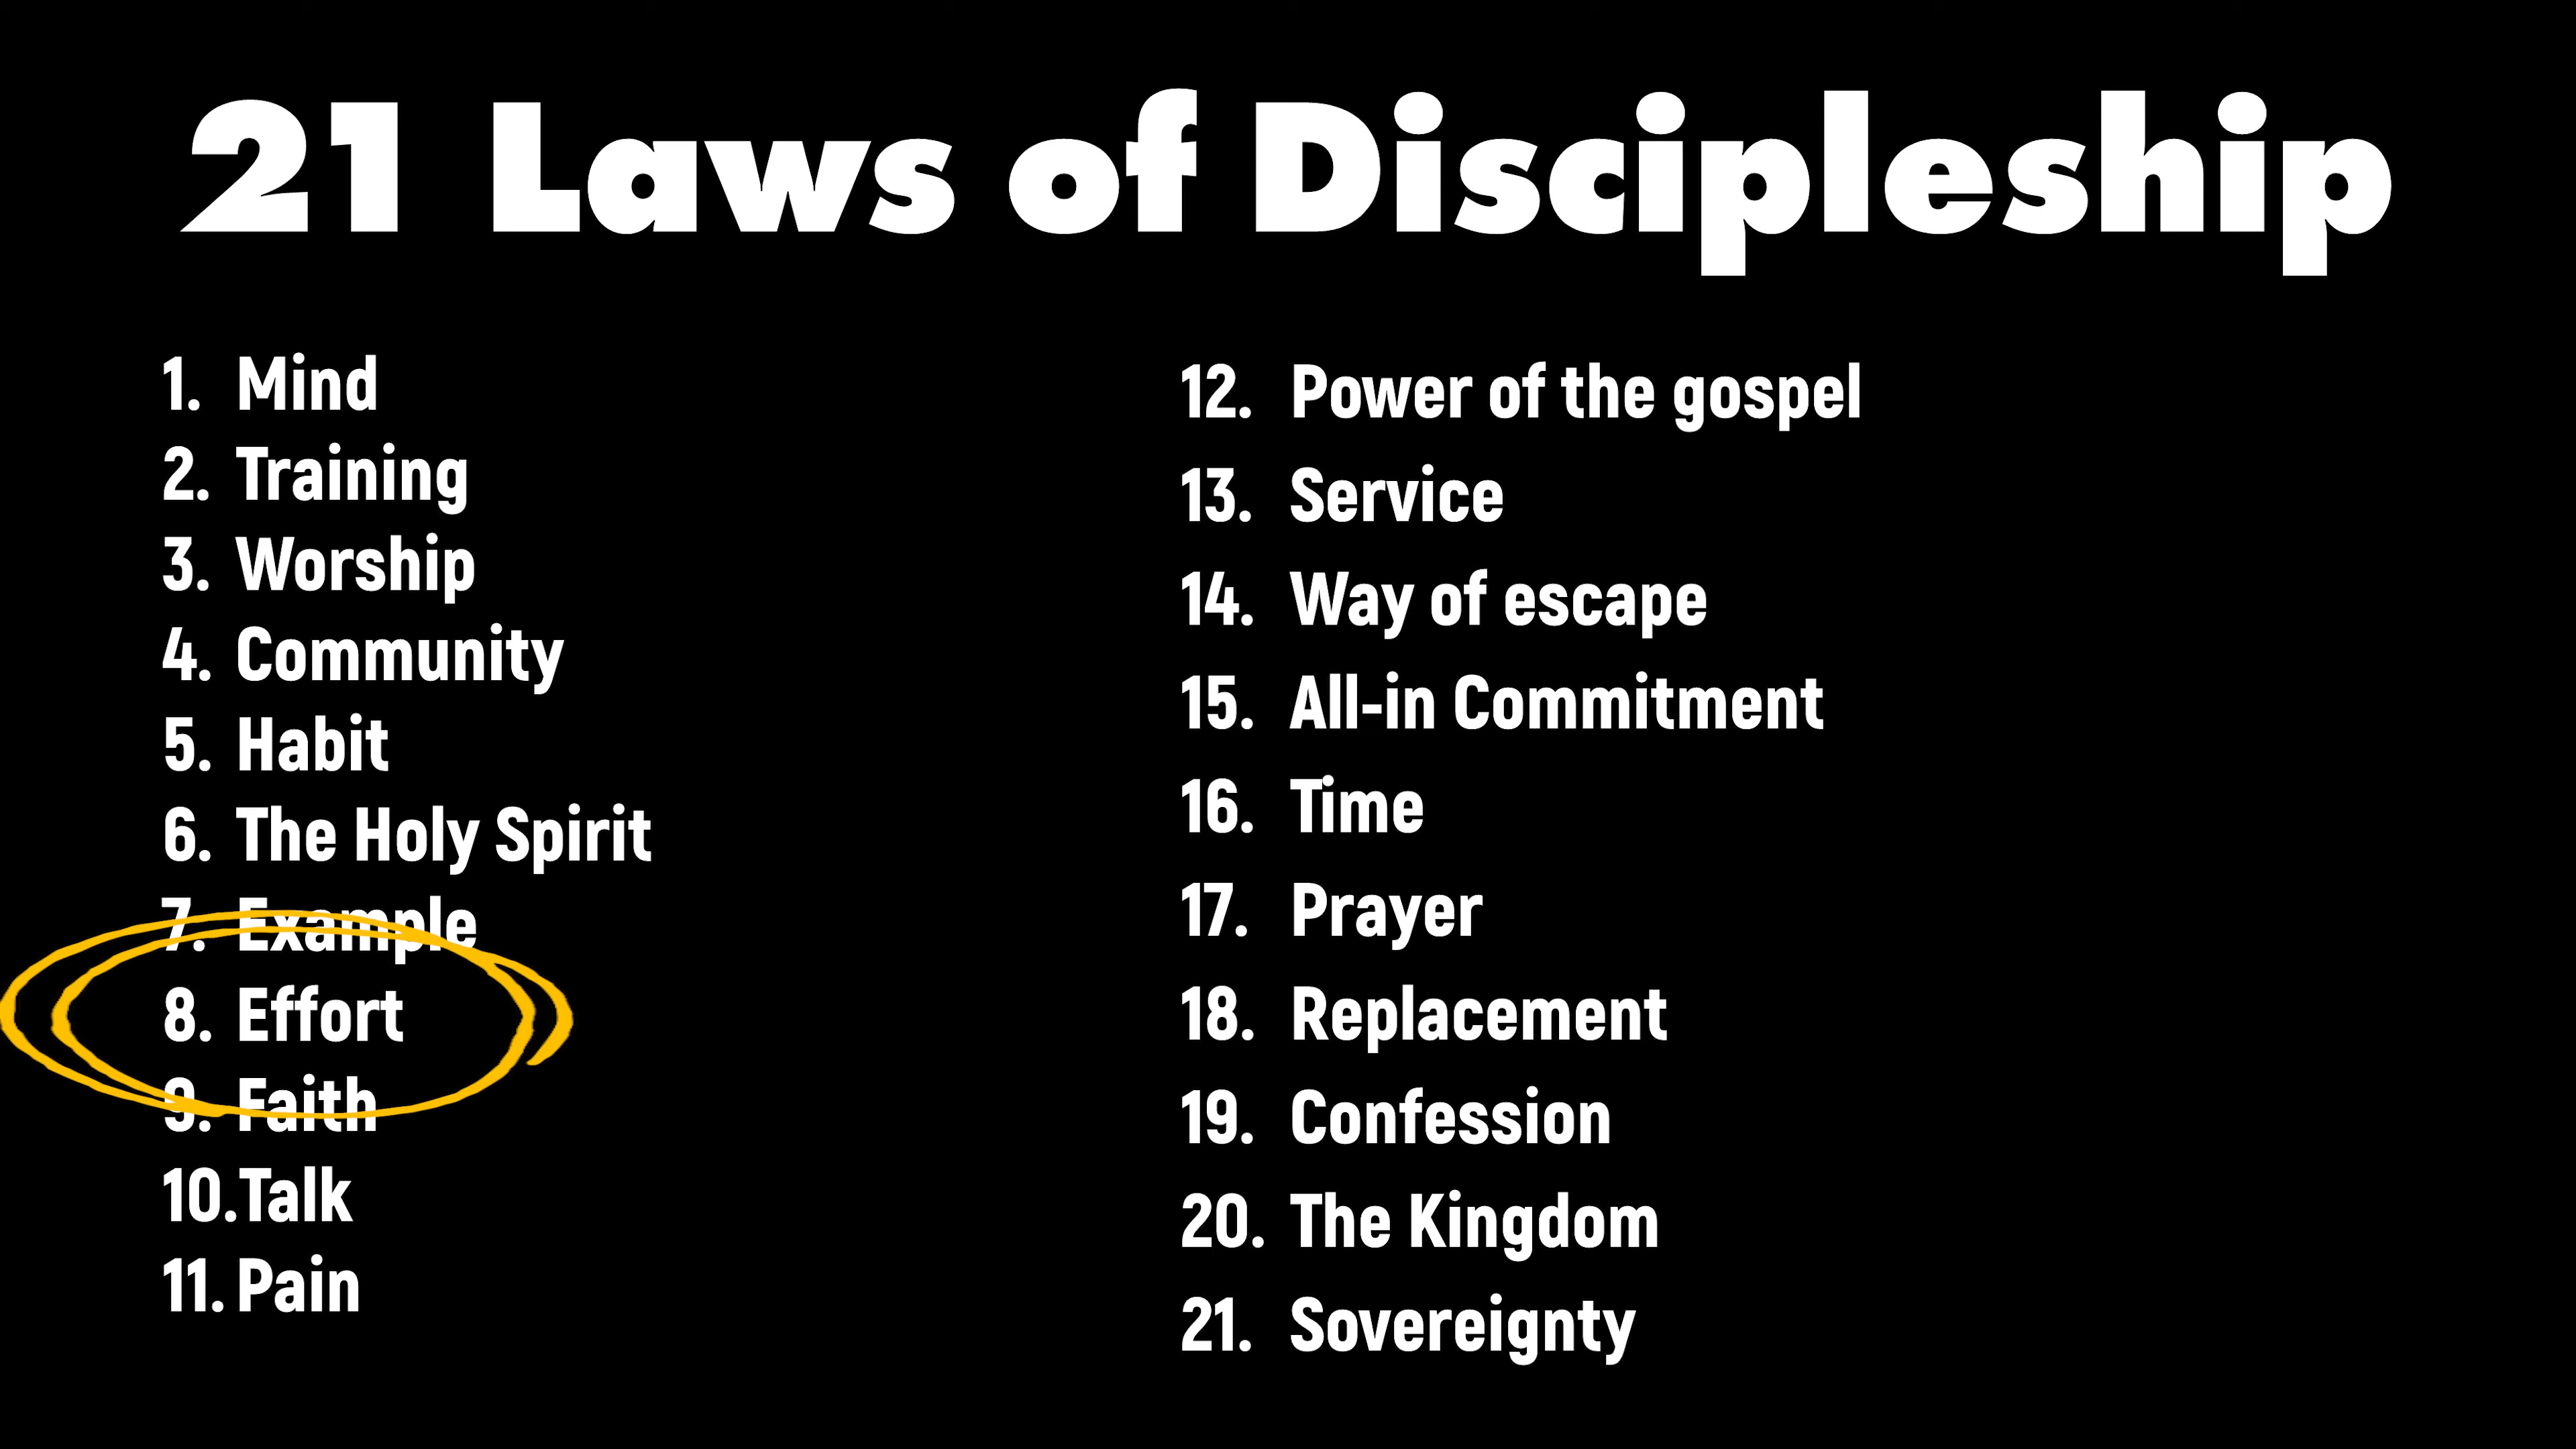 21 Laws of Discipleship
1. Mind
2. Training
3. Worship
4. Community
5. Habit
6. The Holy Spirit
7. Example
8. Effort
9. Faith
10.Talk
11. Pain
12. Power of the gospel
13. Service
14. Way of escape
15. All-in Commitment
16. Time
17. Prayer
18. Replacement
19. Confession
20. The Kingdom
21. Sovereignty